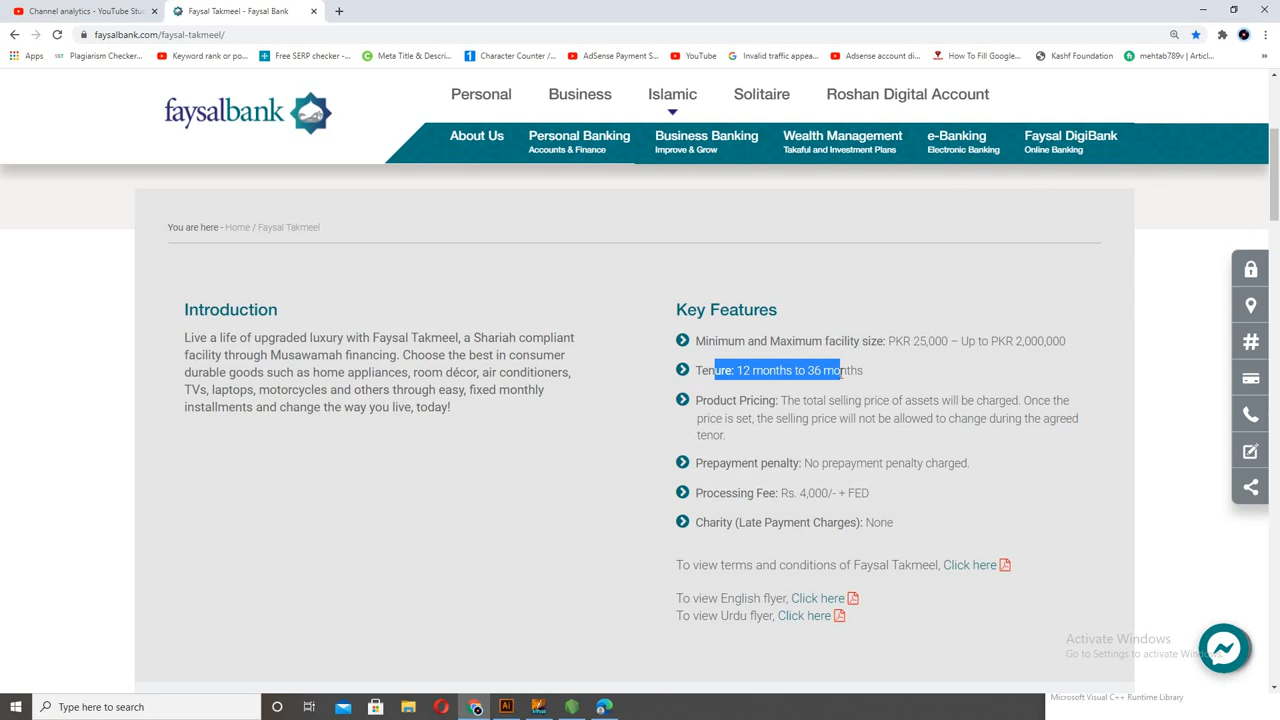 Channel analytics - YouTube Stu
Faysal Takmeel - Faysal Bank
faysalbank.com/faysal-takmeel/
Apps
Plagiarism Checker...
Keyword rank or po...
Free SERP checker -...
Meta Title & Descri...
Character Counter /...
AdSense Payment S...
YouTube
Invalid traffic appea...
Adsense account di...
How To Fill Google...
Kashf Foundation
mehtab789v | Articl...
faysalbank
Personal
Business
Islamic
Solitaire
Roshan Digital Account
About Us
Personal Banking
Accounts & Finance
Business Banking
Improve & Grow
Wealth Management
Takaful and Investment Plans
e-Banking
Electronic Banking
Faysal DigiBank
Online Banking
You are here - Home / Faysal Takmeel
Introduction
Live a life of upgraded luxury with Faysal Takmeel, a Shariah compliant
facility through Musawamah financing. Choose the best in consumer
durable goods such as home appliances, room décor, air conditioners,
TVs, laptops, motorcycles and others through easy, fixed monthly
installments and change the way you live, today!
Key Features
Minimum and Maximum facility size: PKR 25,000 – Up to PKR 2,000,000
Tenure: 12 months to 36 months
Product Pricing: The total selling price of assets will be charged. Once the
price is set, the selling price will not be allowed to change during the agreed
tenor.
Prepayment penalty: No prepayment penalty charged.
Processing Fee: Rs. 4,000/- + FED
Charity (Late Payment Charges): None
To view terms and conditions of Faysal Takmeel, Click here
To view English flyer, Click here
To view Urdu flyer, Click here
Activate Windows
Go to Settings to activate Windows.
Type here to search
Microsoft Visual C++ Runtime Library